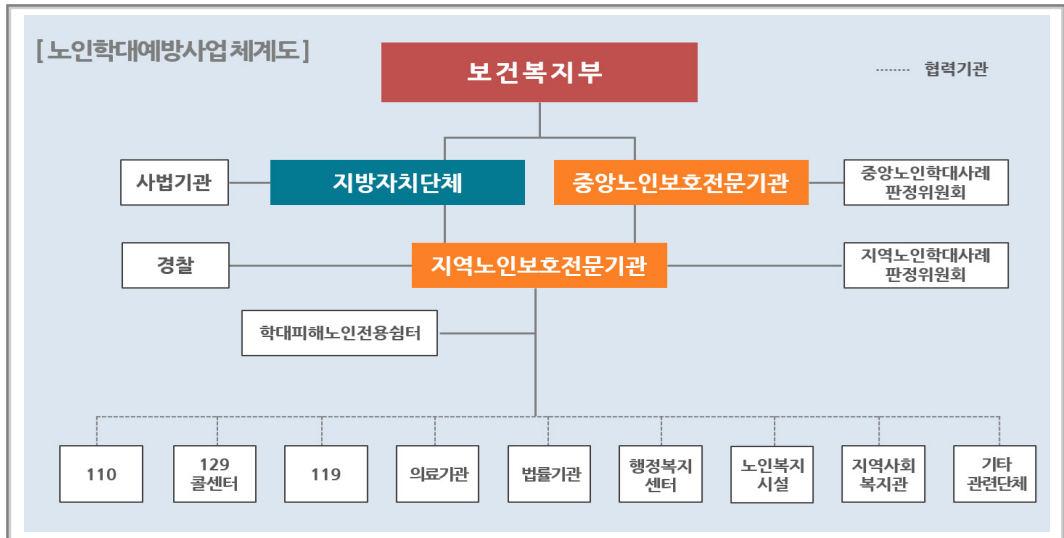 [ 노인학대예방사업 체계도 ]
보건복지부
........ 협력기관
사법기관
지방자치단체
중앙노인보호전문기관
중앙노인학대사례
판정위원회
경찰
지역노인보호전문기관
지역노인학대사례
판정위원회
학대피해노인전용쉼터
110
129
콜센터
119
의료기관
법률기관
행정복지
센터
노인복지
시설
지역사회
복지관
기타
관련단체